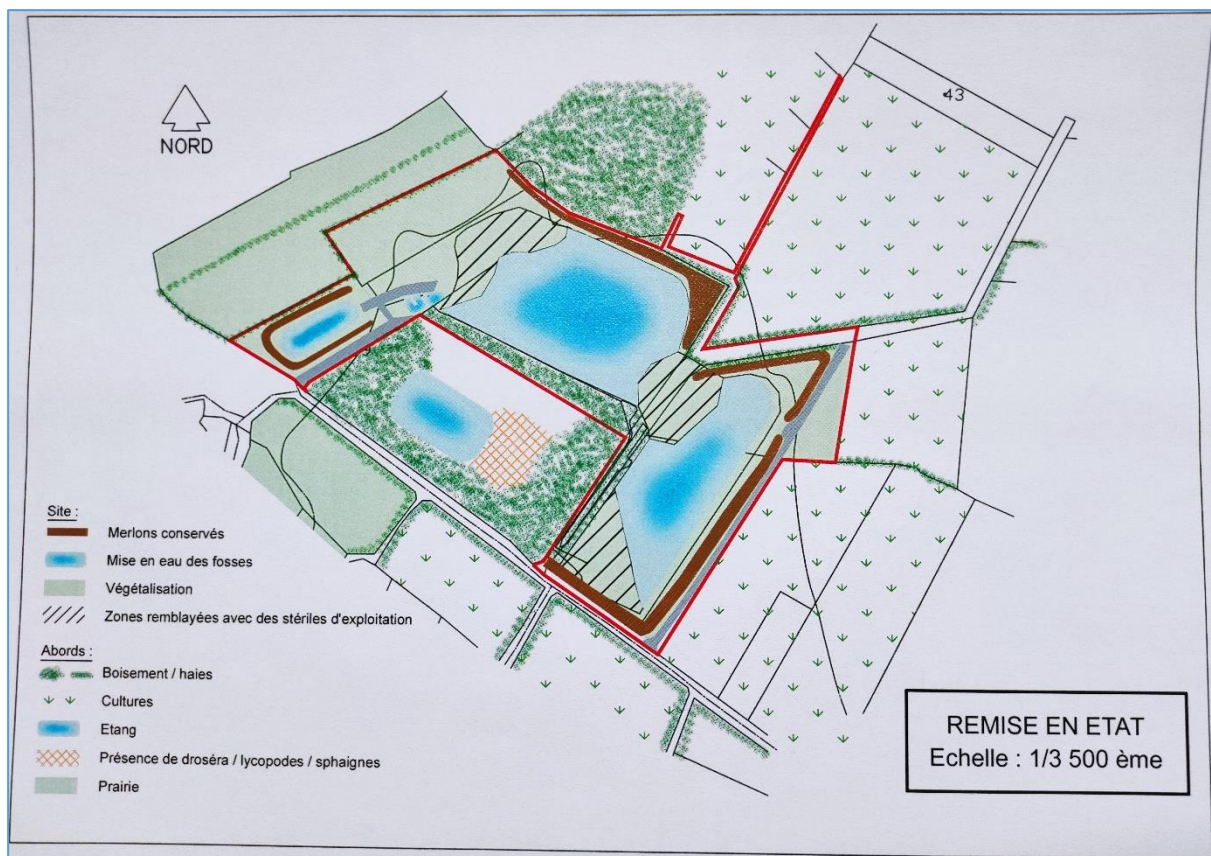 NORD
43
Site :
Merlons conservés
Mise en eau des fosses
Végétalisation
Zones remblayées avec des stériles d'exploitation
Abords :
Boisement / haies
Cultures
Etang
Présence de droséra / lycopodes / sphaignes
Prairie
REMISE EN ETAT
Echelle : 1/3 500 ème